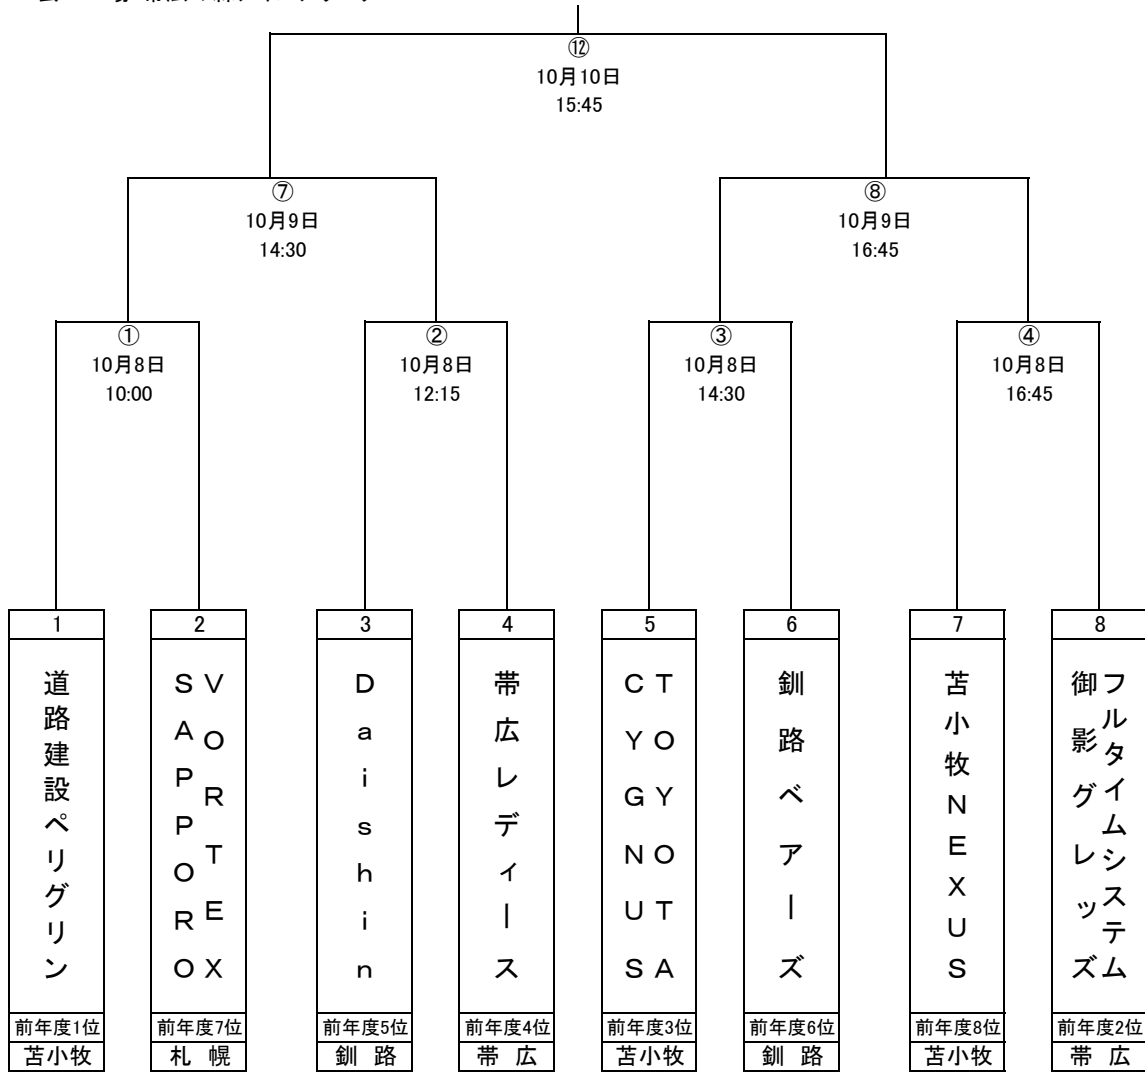 ⑫
10月10日
15:45
⑦
10月9日
14:30
⑧
10月9日
16:45
①
10月8日
10:00
②
10月8日
12:15
③
10月8日
14:30
④
10月8日
16:45
1
道路建設ペリグリン
前年度1位
苫小牧
2
ＶＯＲＴＥＸ
ＳＡＰＰＯＲＯ
前年度7位
札 幌
3
Ｄａｉｓｈｉｎ
前年度5位
釧 路
4
帯広レディース
前年度4位
帯 広
5
ＴＯＹＯＴＡ
ＣＹＧＮＵＳ
前年度3位
苫小牧
6
釧路ベアーズ
前年度6位
釧 路
7
苫小牧ＮＥＸＵＳ
前年度8位
苫小牧
8
フルタイムシステム
御影グレッズ
前年度2位
帯 広